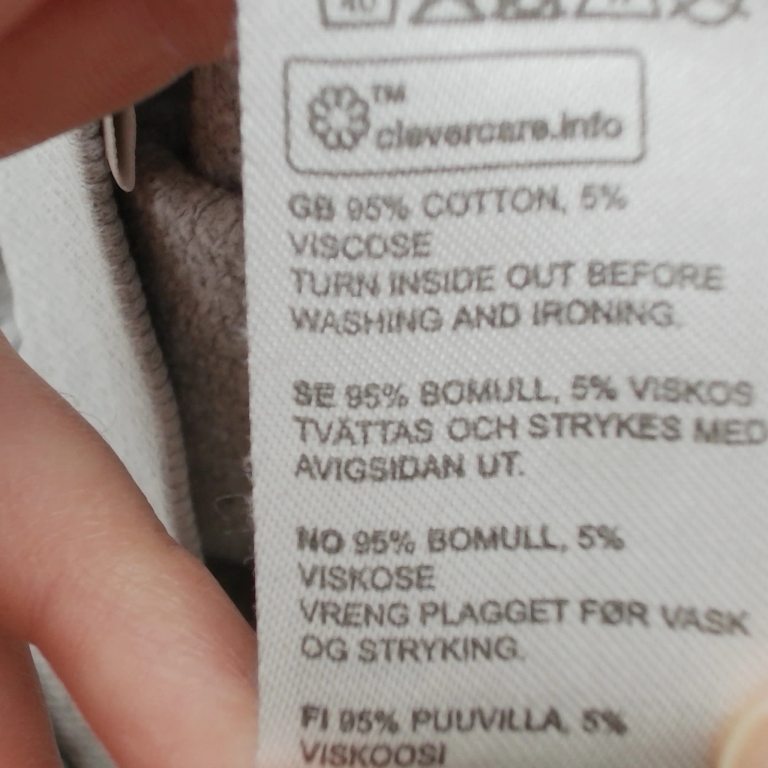 40
TM
clevercare.info
GB 95% COTTON, 5%
VISCOSE
TURN INSIDE OUT BEFORE
WASHING AND IRONING.
SE 95% BOMULL, 5% VISKOS
TVÄTTAS OCH STRYKES MED
AVIGSIDAN UT.
NO 95% BOMULL, 5%
VISKOSE
VRENG PLAGGET FØR VASK
OG STRYKING.
FI 95% PUUVILLA, 5%
VISKOOSI